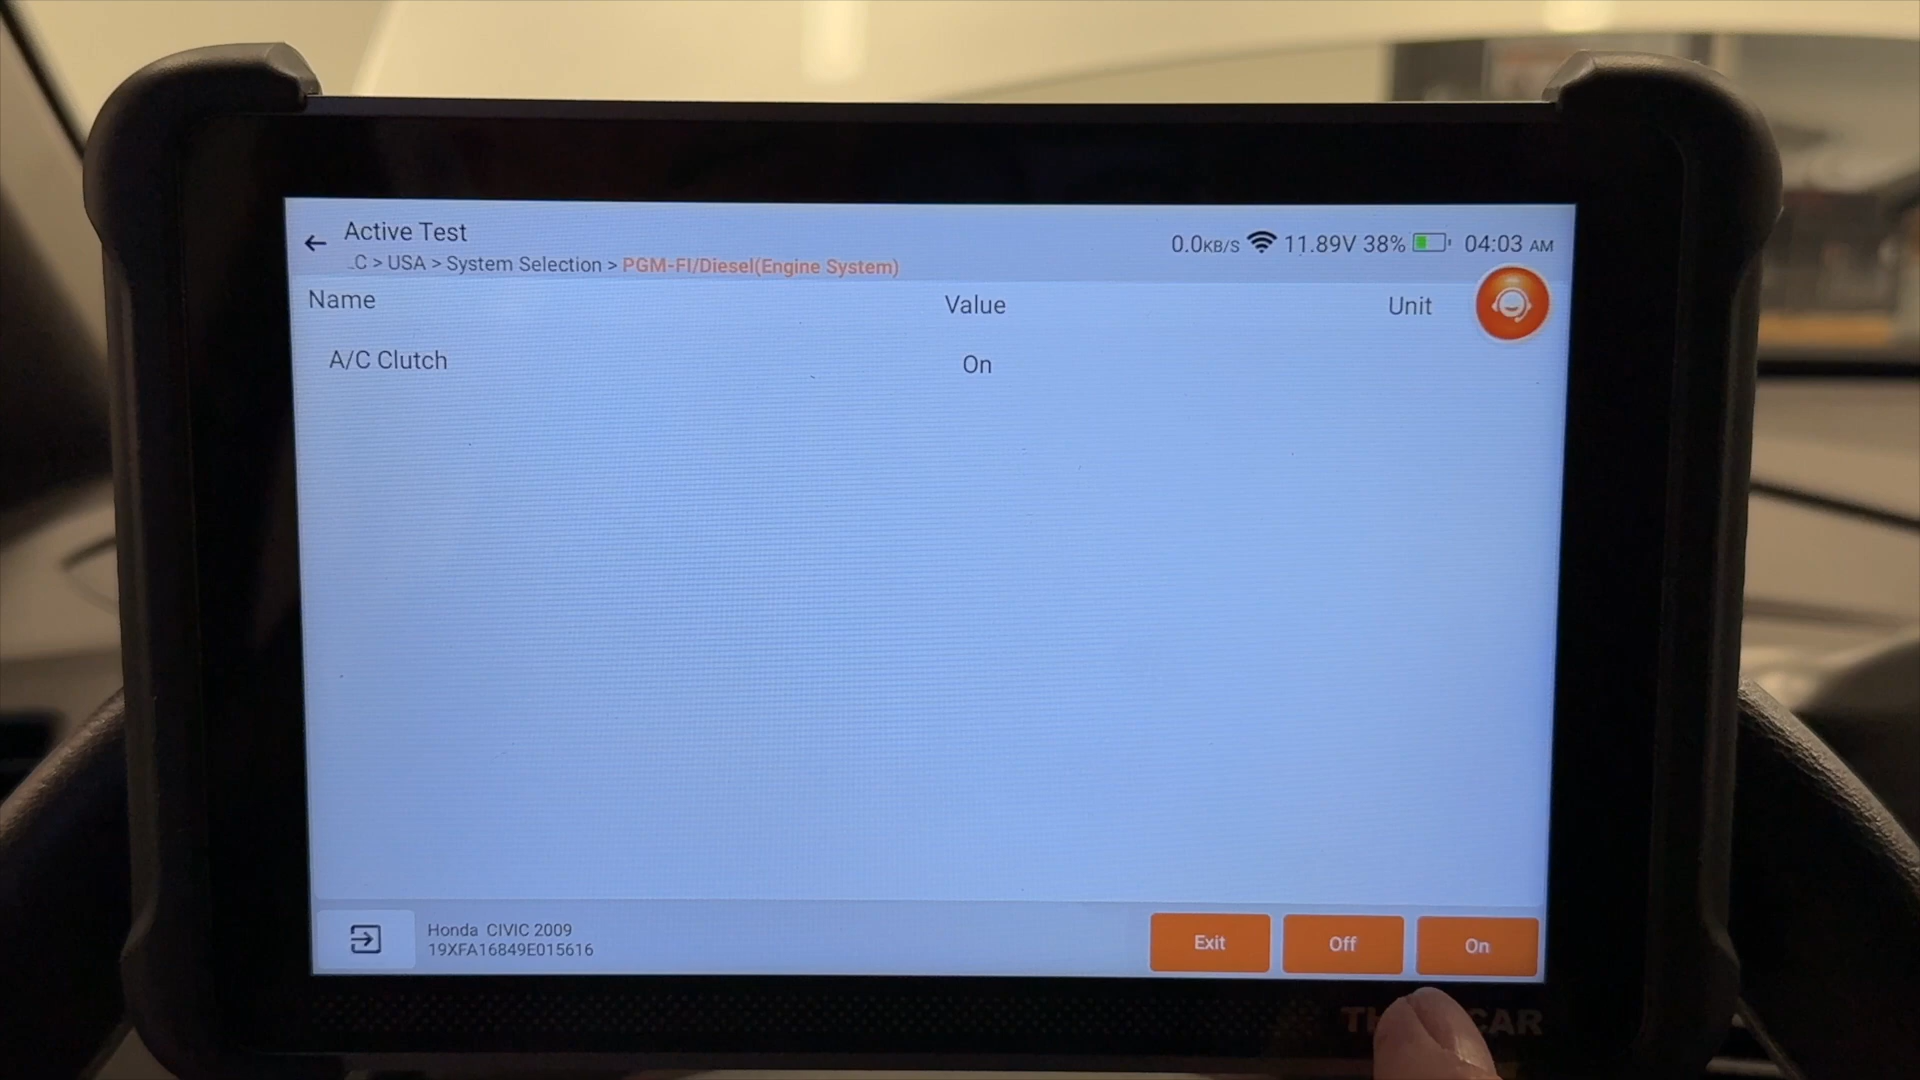 Active Test
0.0KB/S 11.89V 38% 04:03 AM
..C > USA > System Selection > PGM-FI/Diesel(Engine System)
Name Value Unit
A/C Clutch On
Honda CIVIC 2009
19XFA16849E015616
Exit Off On